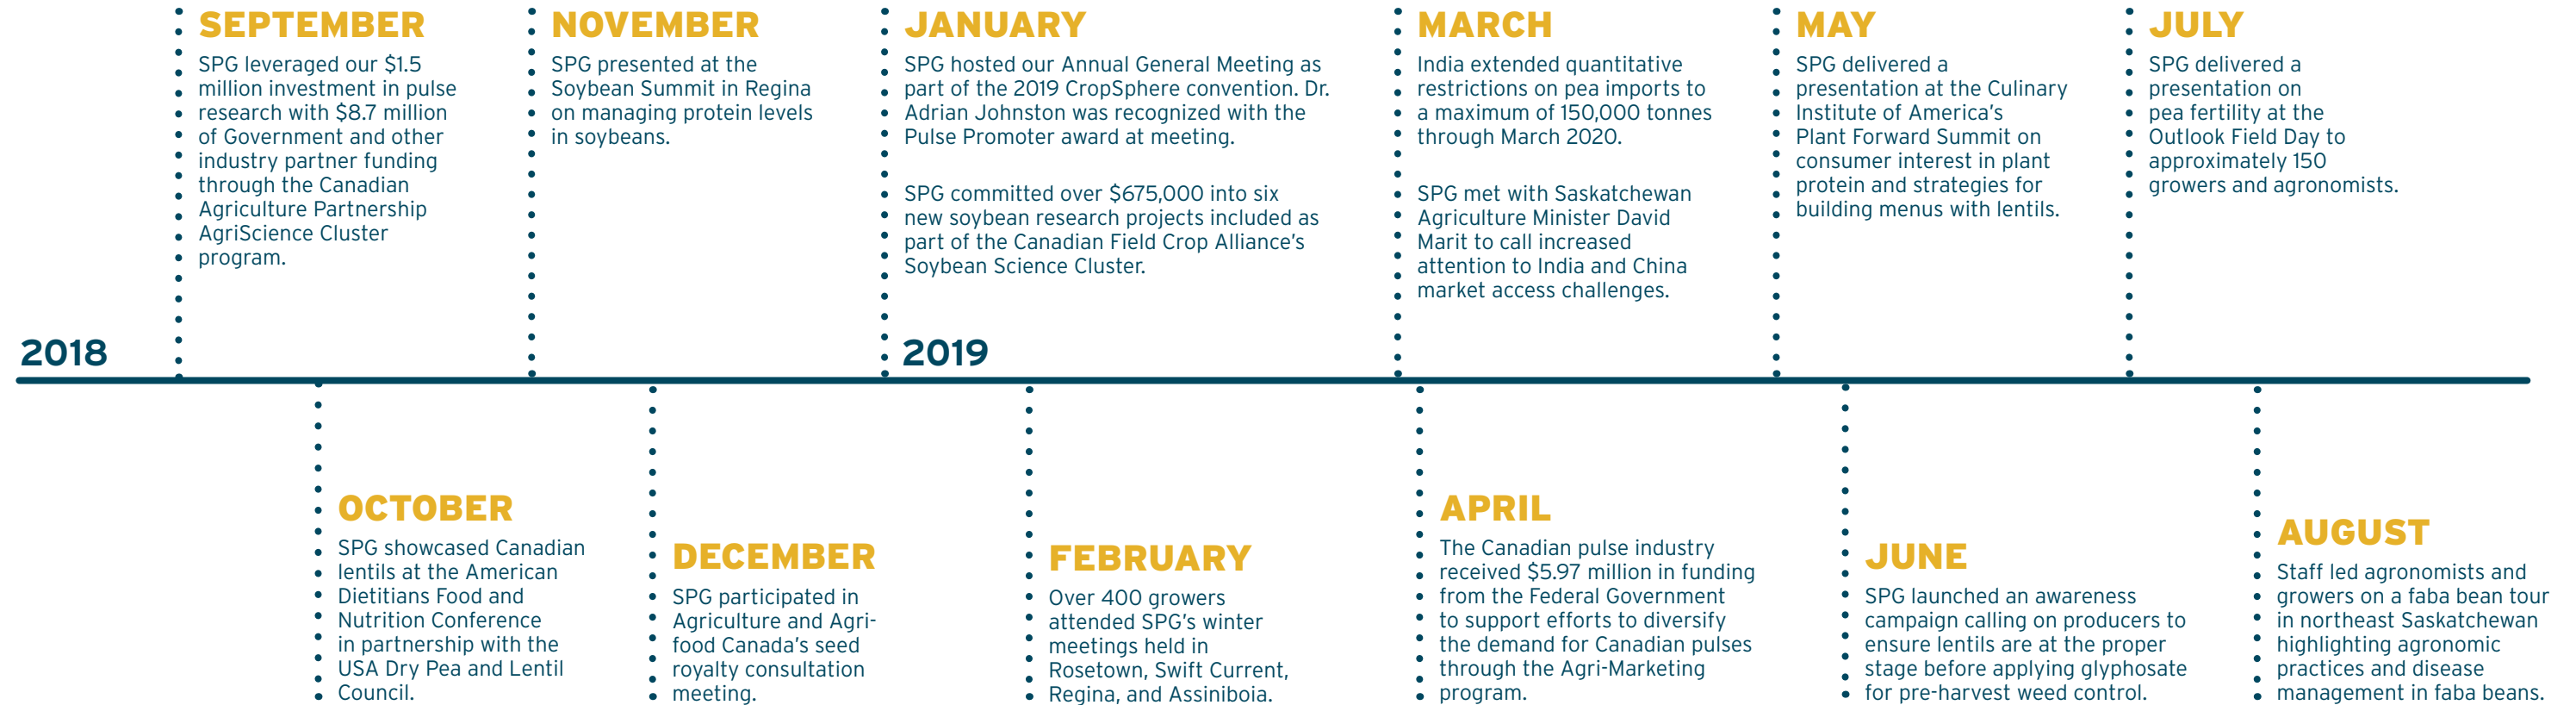 SEPTEMBER
SPG leveraged our $1.5
million investment in pulse
research with $8.7 million
of Government and other
industry partner funding
through the Canadian
Agriculture Partnership
AgriScience Cluster
program.
NOVEMBER
SPG presented at the
Soybean Summit in Regina
on managing protein levels
in soybeans.
JANUARY
SPG hosted our Annual General Meeting as
part of the 2019 CropSphere convention. Dr.
Adrian Johnston was recognized with the
Pulse Promoter award at meeting.
SPG committed over $675,000 into six
new soybean research projects included as
part of the Canadian Field Crop Alliance's
Soybean Science Cluster.
MARCH
India extended quantitative
restrictions on pea imports to
a maximum of 150,000 tonnes
through March 2020.
SPG met with Saskatchewan
Agriculture Minister David
Marit to call increased
attention to India and China
market access challenges.
MAY
SPG delivered a
presentation at the Culinary
Institute of America's
Plant Forward Summit on
consumer interest in plant
protein and strategies for
building menus with lentils.
JULY
SPG delivered a
presentation on
pea fertility at the
Outlook Field Day to
approximately 150
growers and agronomists.
2018
2019
OCTOBER
SPG showcased Canadian
lentils at the American
Dietitians Food and
Nutrition Conference
in partnership with the
USA Dry Pea and Lentil
Council.
DECEMBER
SPG participated in
Agriculture and Agri-
food Canada's seed
royalty consultation
meeting.
FEBRUARY
Over 400 growers
attended SPG's winter
meetings held in
Rosetown, Swift Current,
Regina, and Assiniboia.
APRIL
The Canadian pulse industry
received $5.97 million in funding
from the Federal Government
to support efforts to diversify
the demand for Canadian pulses
through the Agri-Marketing
program.
JUNE
SPG launched an awareness
campaign calling on producers to
ensure lentils are at the proper
stage before applying glyphosate
for pre-harvest weed control.
AUGUST
Staff led agronomists and
growers on a faba bean tour
in northeast Saskatchewan
highlighting agronomic
practices and disease
management in faba beans.